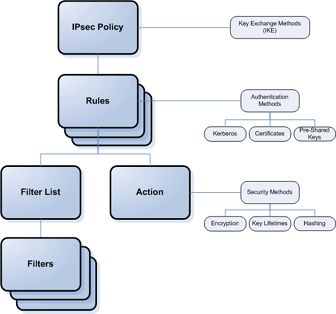 IPsec Policy
Key Exchange Methods
(IKE)
Rules
Authentication
Methods
Kerberos
Certificates
Pre-Shared
Keys
Filter List
Action
Security Methods
Encryption
Key Lifetimes
Hashing
Filters